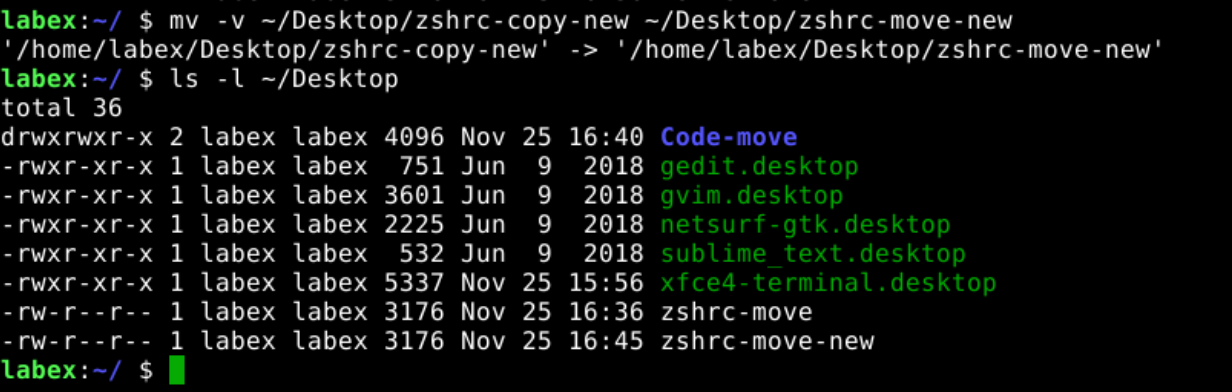 labex:~/ $ mv -v ~/Desktop/zshrc-copy-new ~/Desktop/zshrc-move-new
'/home/labex/Desktop/zshrc-copy-new' -> '/home/labex/Desktop/zshrc-move-new'
labex:~/ $ ls -l ~/Desktop
total 36
drwxrwxr-x 2 labex labex 4096 Nov 25 16:40 Code-move
-rwxr-xr-x 1 labex labex  751 Jun  9  2018 gedit.desktop
-rwxr-xr-x 1 labex labex 3601 Jun  9  2018 gvim.desktop
-rwxr-xr-x 1 labex labex 2225 Jun  9  2018 netsurf-gtk.desktop
-rwxr-xr-x 1 labex labex  532 Jun  9  2018 sublime_text.desktop
-rwxr-xr-x 1 labex labex 5337 Nov 25 15:56 xfce4-terminal.desktop
-rw-r--r-- 1 labex labex 3176 Nov 25 16:36 zshrc-move
-rw-r--r-- 1 labex labex 3176 Nov 25 16:45 zshrc-move-new
labex:~/ $